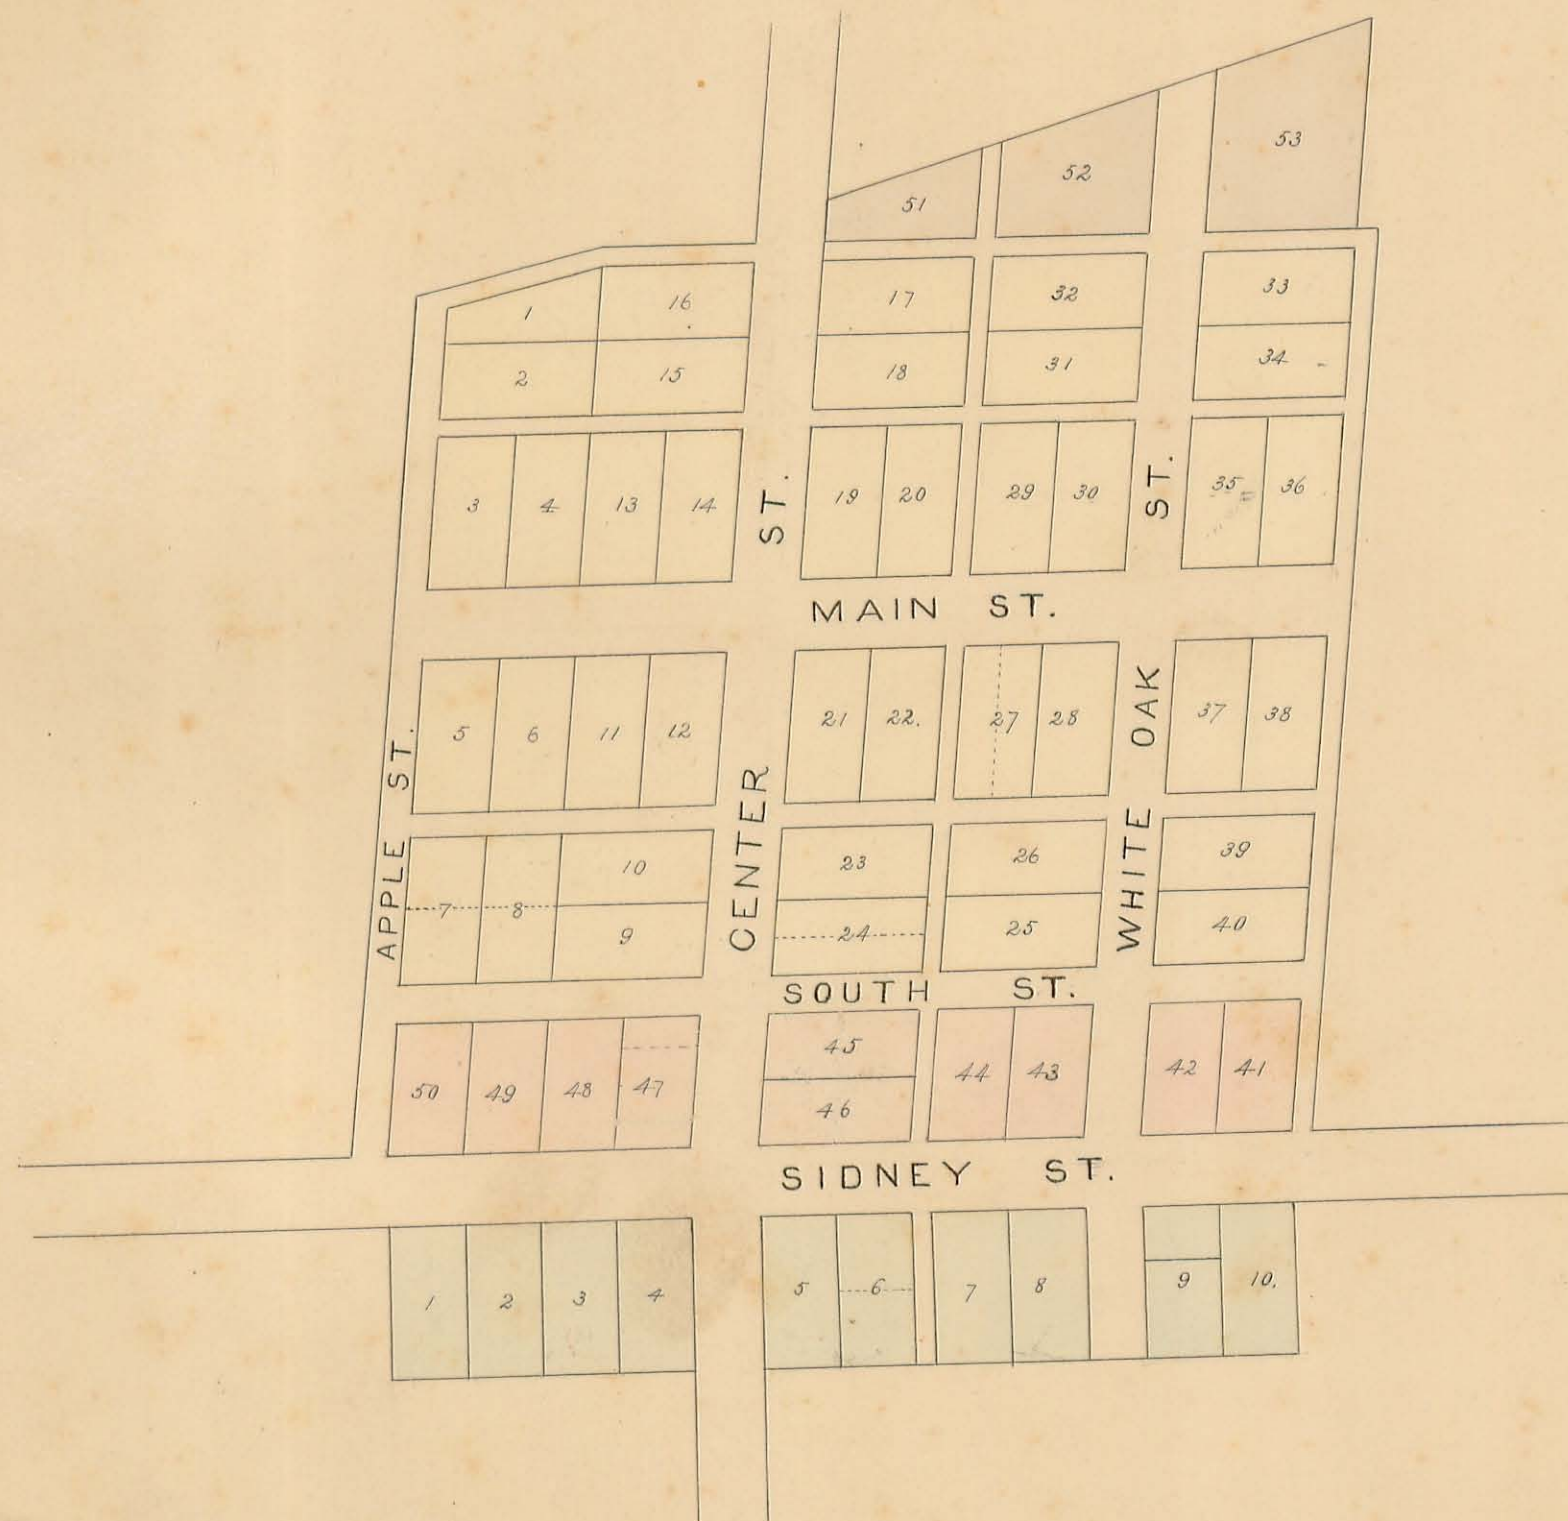 53
52
51
1 16 17 32 33
2 15 18 31 34
3 4 13 14 19 20 29 30 35 36
ST. ST.
MAIN ST.
5 6 11 12 21 22. 27 28 37 38
APPLE ST.
CENTER
WHITE OAK
10 23 26 39
7 8 9 24 25 40
SOUTH ST.
50 49 48 47 45 44 43 42 41
46
SIDNEY ST.
1 2 3 4 5 6 7 8 9 10.